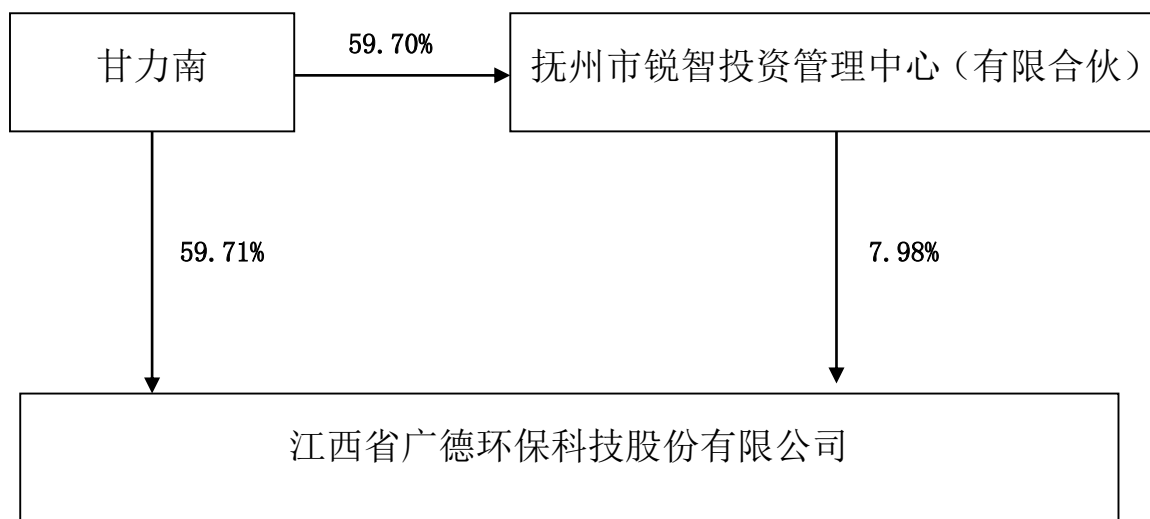 甘力南
59.70%
抚州市锐智投资管理中心（有限合伙）
59.71%
7.98%
江西省广德环保科技股份有限公司